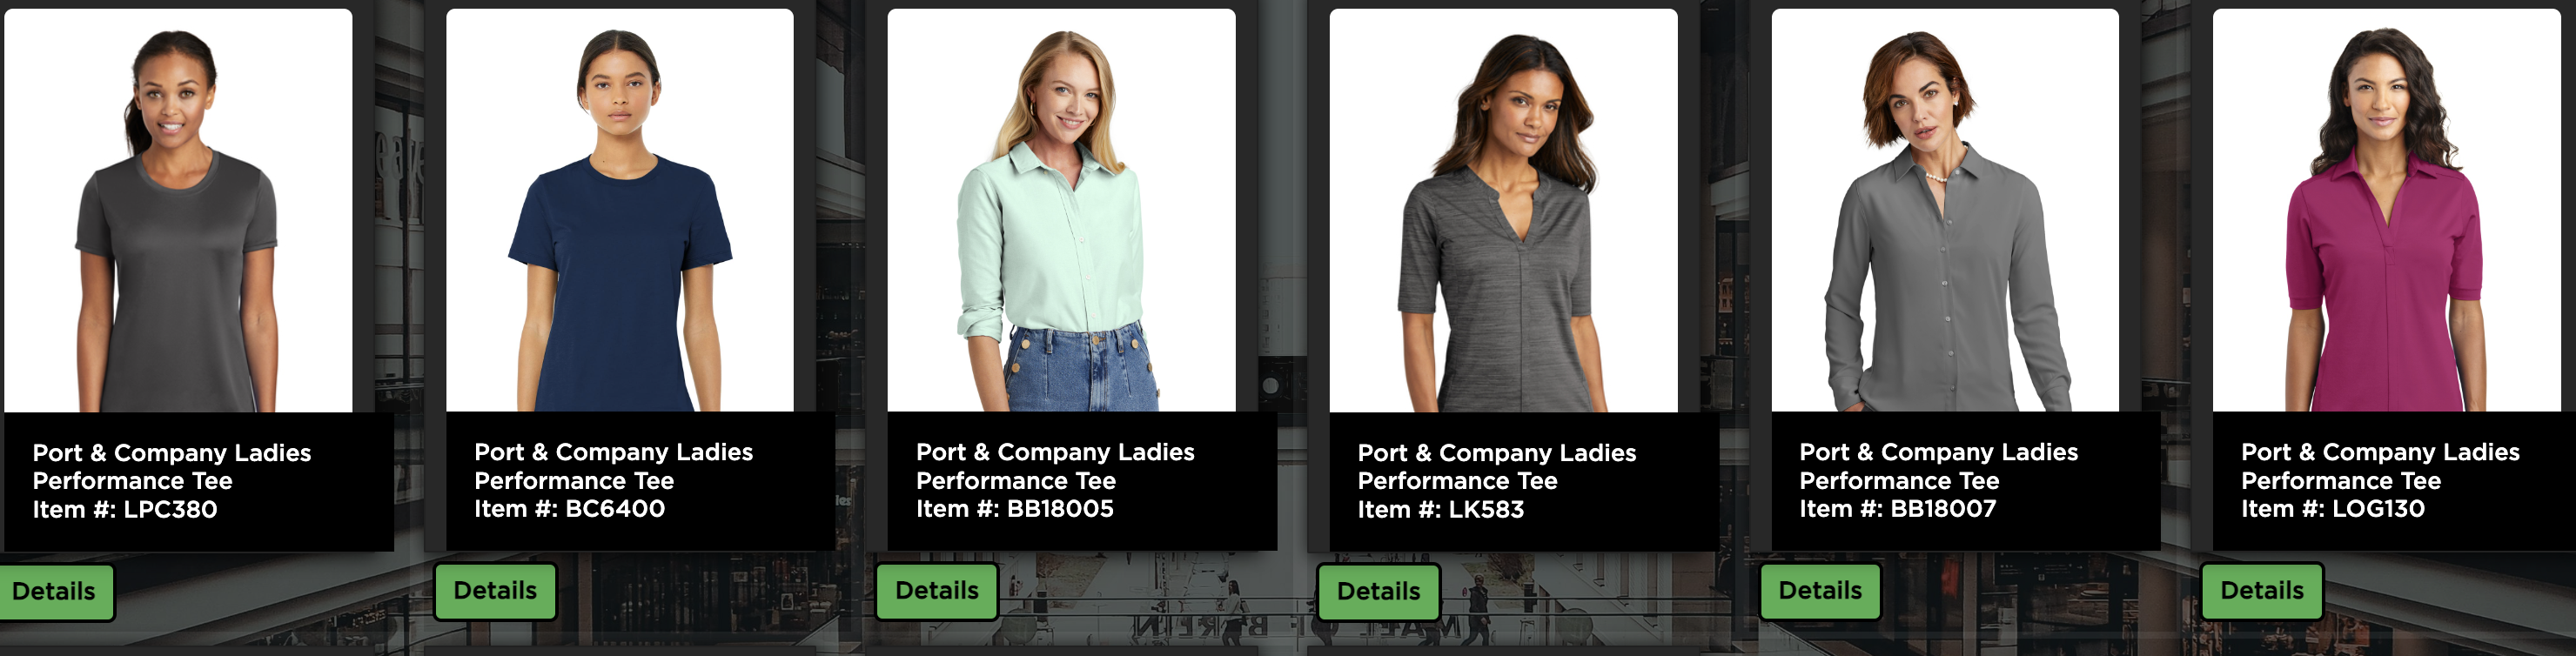 Port & Company Ladies
Performance Tee
Item #: LPC380
Details
Port & Company Ladies
Performance Tee
Item #: BC6400
Details
Port & Company Ladies
Performance Tee
Item #: BB18005
Details
Port & Company Ladies
Performance Tee
Item #: LK583
Details
Port & Company Ladies
Performance Tee
Item #: BB18007
Details
Port & Company Ladies
Performance Tee
Item #: LOG130
Details